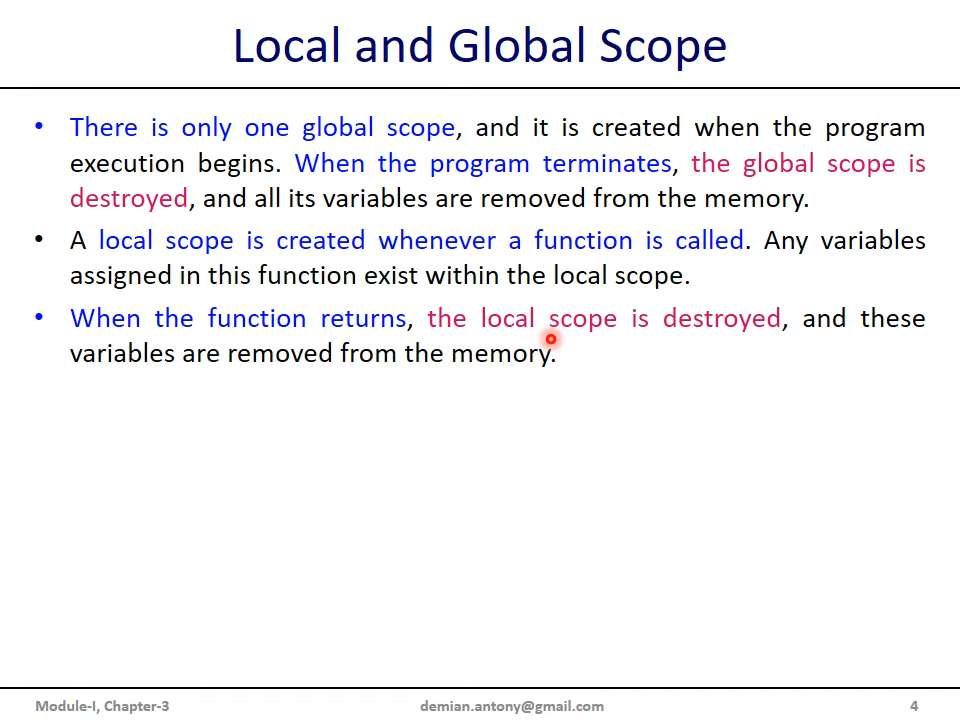 Local and Global Scope
• There is only one global scope, and it is created when the program
execution begins. When the program terminates, the global scope is
destroyed, and all its variables are removed from the memory.
• A local scope is created whenever a function is called. Any variables
assigned in this function exist within the local scope.
• When the function returns, the local scope is destroyed, and these
variables are removed from the memory.
Module-I, Chapter-3 demian.antony@gmail.com 4